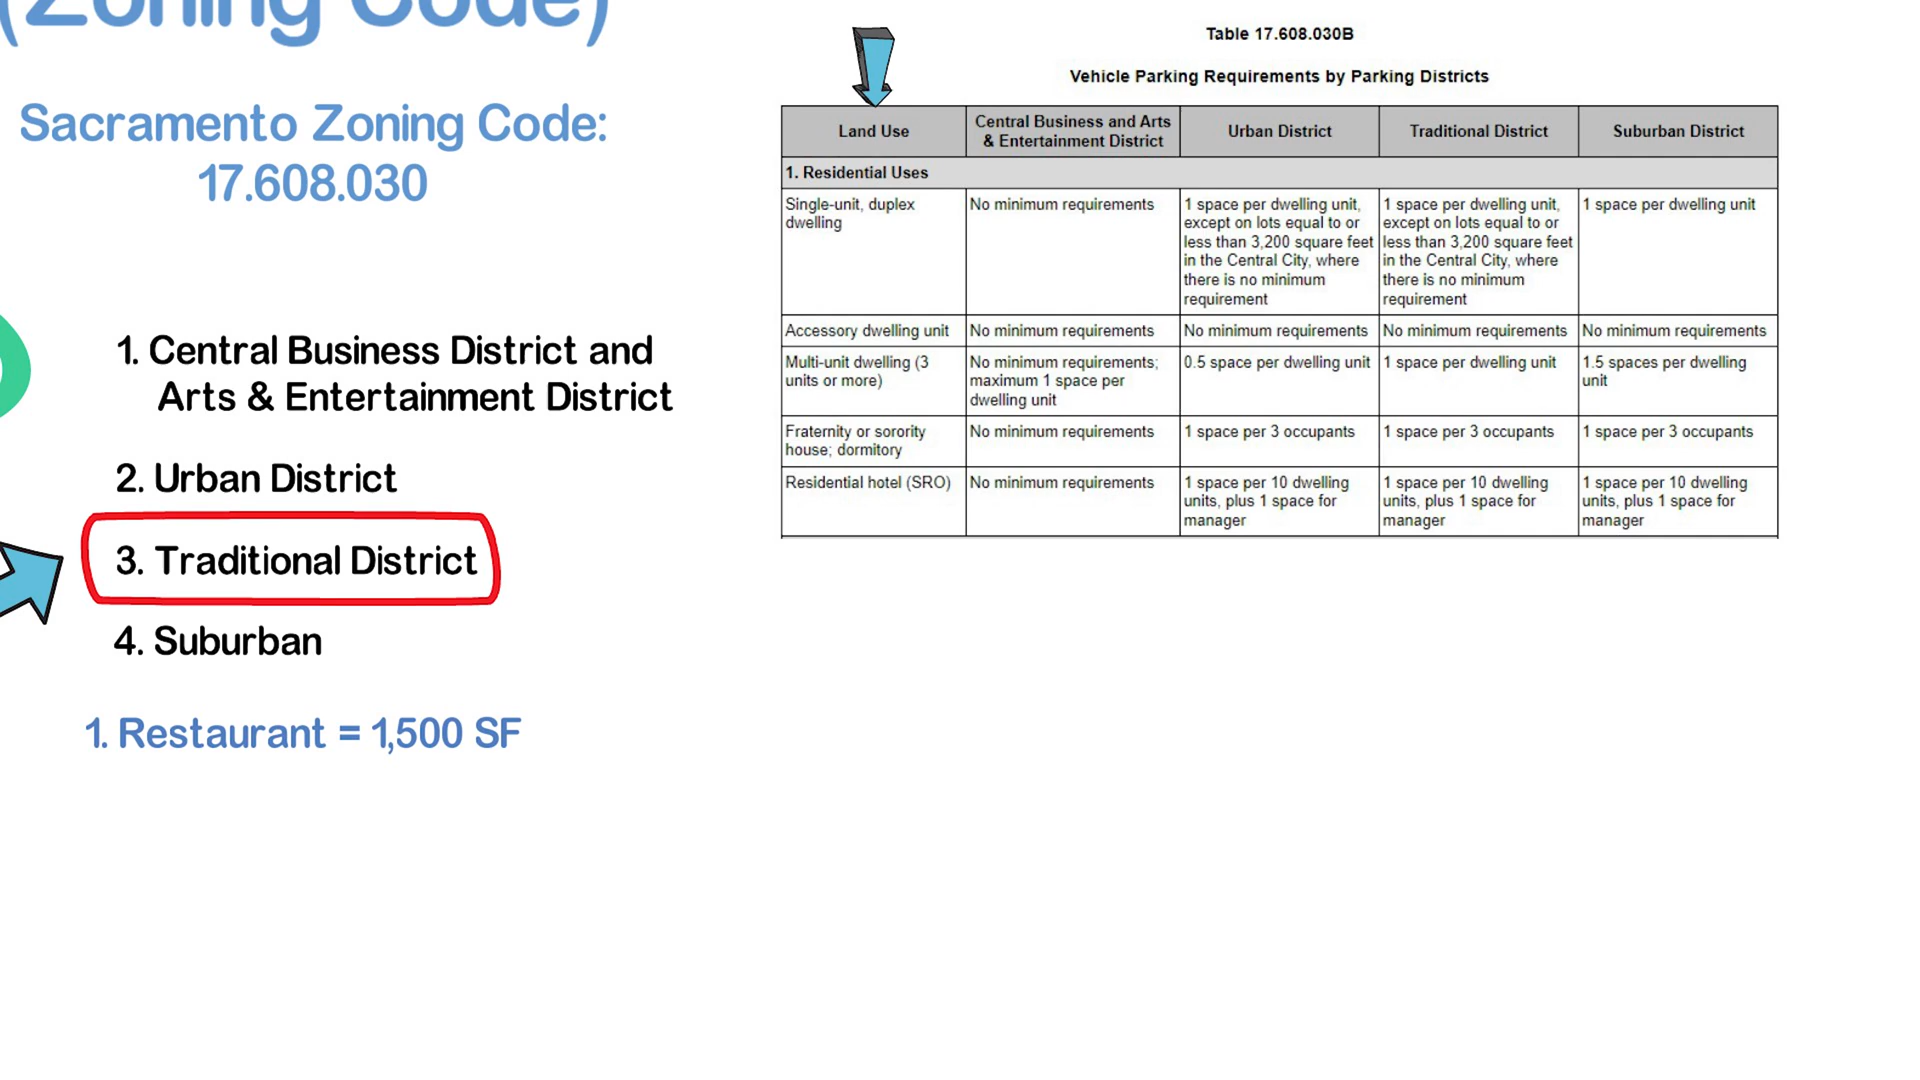 (Zoning Code)
Sacramento Zoning Code:
17.608.030
1. Central Business District and
Arts & Entertainment District
2. Urban District
3. Traditional District
4. Suburban
1. Restaurant = 1,500 SF
Table 17.608.030B
Vehicle Parking Requirements by Parking Districts
Land Use
Central Business and Arts
& Entertainment District
Urban District
Traditional District
Suburban District
1. Residential Uses
Single-unit, duplex
dwelling
No minimum requirements
1 space per dwelling unit,
except on lots equal to or
less than 3,200 square feet
in the Central City, where
there is no minimum
requirement
1 space per dwelling unit,
except on lots equal to or
less than 3,200 square feet
in the Central City, where
there is no minimum
requirement
1 space per dwelling unit
Accessory dwelling unit
No minimum requirements
No minimum requirements
No minimum requirements
No minimum requirements
Multi-unit dwelling (3
units or more)
No minimum requirements;
maximum 1 space per
dwelling unit
0.5 space per dwelling unit
1 space per dwelling unit
1.5 spaces per dwelling
unit
Fraternity or sorority
house; dormitory
No minimum requirements
1 space per 3 occupants
1 space per 3 occupants
1 space per 3 occupants
Residential hotel (SRO)
No minimum requirements
1 space per 10 dwelling
units, plus 1 space for
manager
1 space per 10 dwelling
units, plus 1 space for
manager
1 space per 10 dwelling
units, plus 1 space for
manager